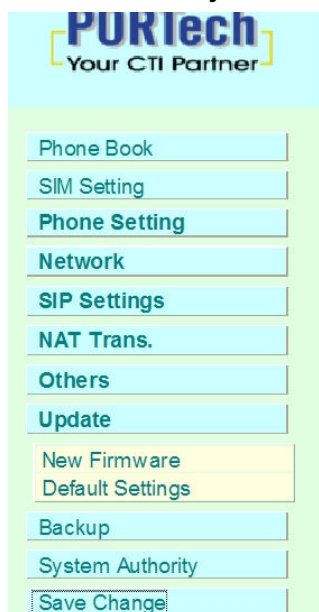 PORTech
Your CTI Partner
Phone Book
SIM Setting
Phone Setting
Network
SIP Settings
NAT Trans.
Others
Update
New Firmware
Default Settings
Backup
System Authority
Save Change